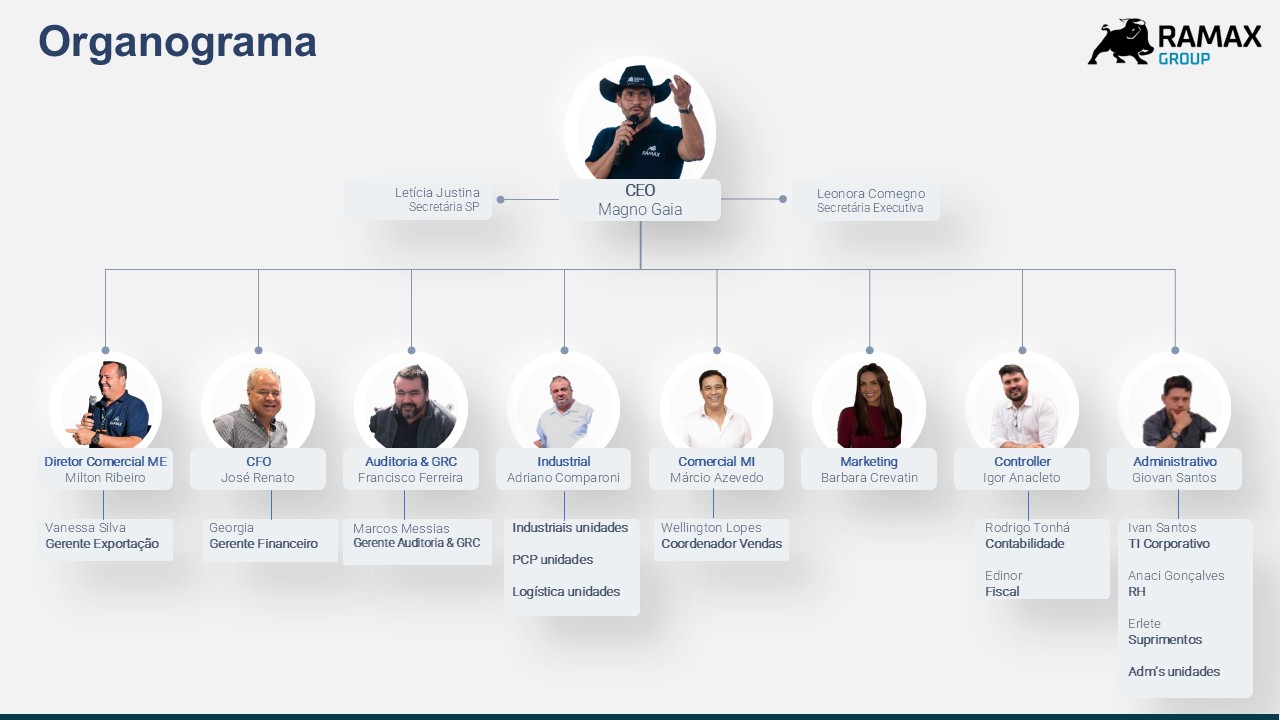 Organograma
RAMAX
GROUP
RAMAX
CEO
Magno Gaia
Letícia Justina
Secretária SP
Leonora Comegno
Secretária Executiva
RAMAX
Diretor Comercial ME
Milton Ribeiro
CFO
José Renato
Auditoria & GRC
Francisco Ferreira
Industrial
Adriano Comparoni
Comercial MI
Márcio Azevedo
Marketing
Barbara Crevatin
Controller
Igor Anacleto
Administrativo
Giovan Santos
Vanessa Silva
Gerente Exportação
Georgia
Gerente Financeiro
Marcos Messias
Gerente Auditoria & GRC
Industriais unidades
PCP unidades
Logística unidades
Wellington Lopes
Coordenador Vendas
Rodrigo Tonhá
Contabilidade
Edinor
Fiscal
Ivan Santos
TI Corporativo
Anaci Gonçalves
RH
Erlete
Suprimentos
Adm's unidades